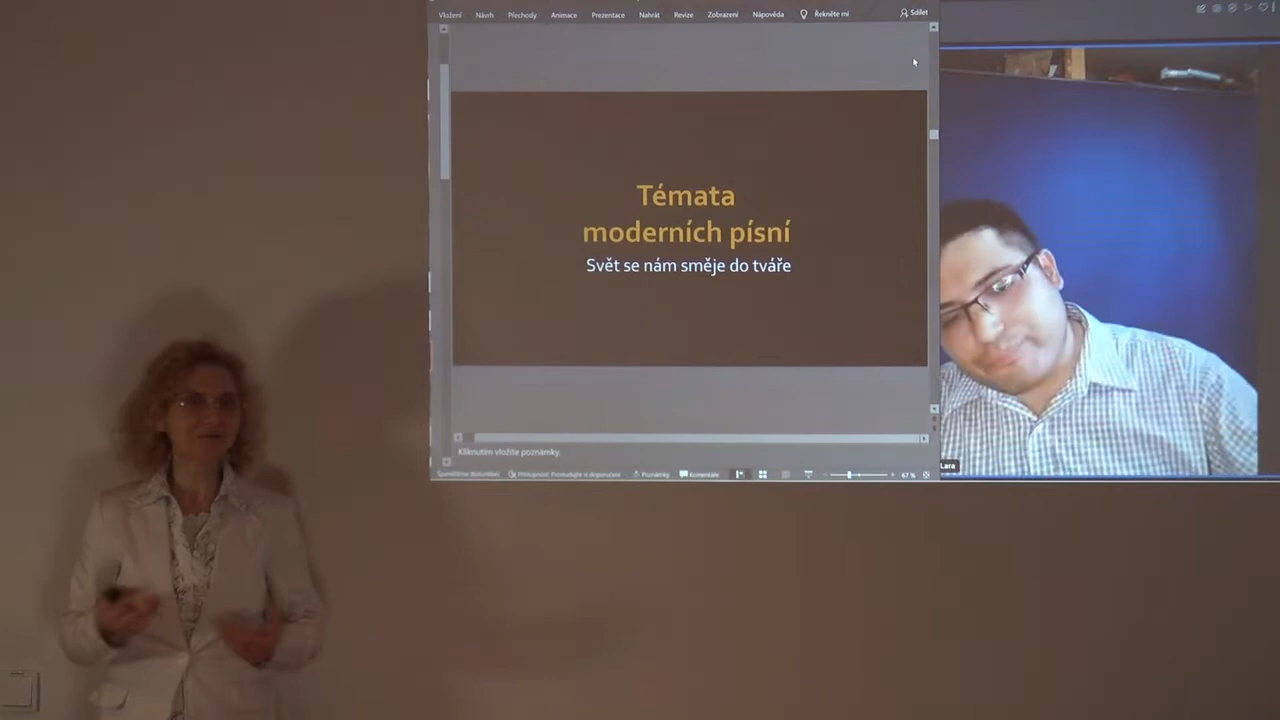 Vložení Návrh Přechody Animace Prezentace Nahrát Revize Zobrazení Nápověda Řekněte mi Sdílet
Témata
moderních písní
Svět se nám směje do tváře
Kliknutím vložíte poznámky.
Lara
Poznámky Komentáře 67 %